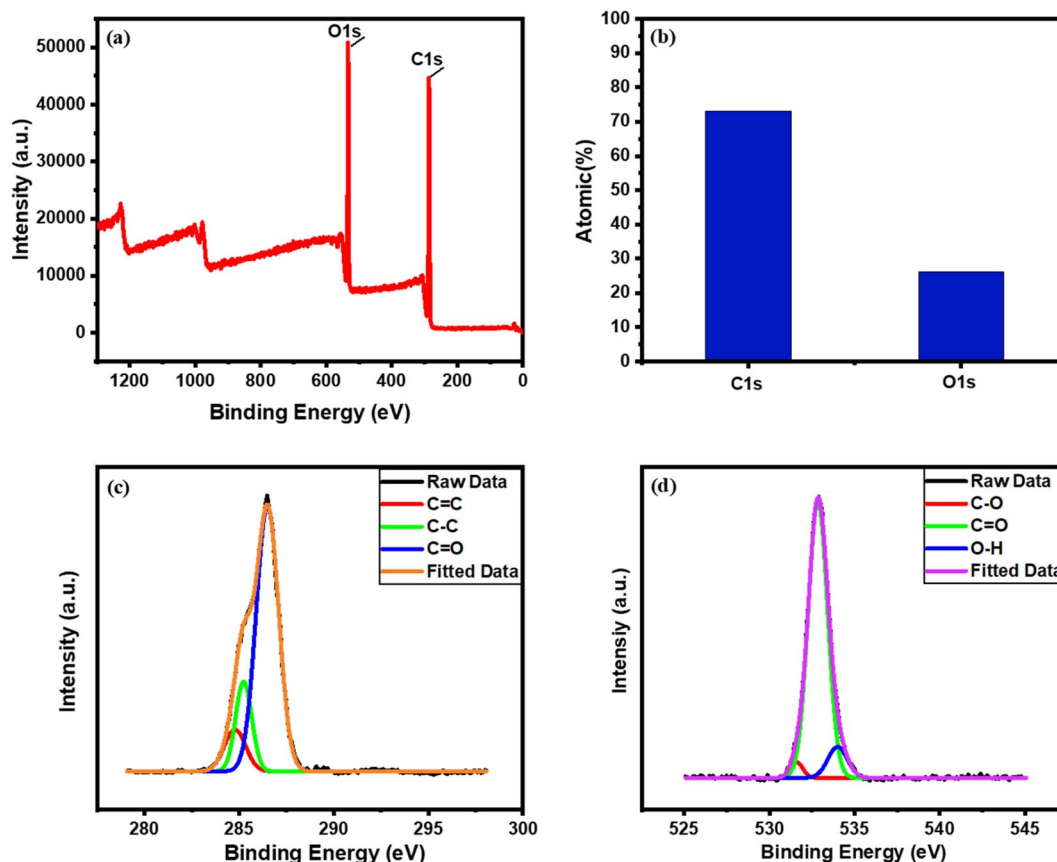 (a)
O1s
C1s
50000
40000
30000
20000
10000
0
Intensity (a.u.)
1200 1000 800 600 400 200 0
Binding Energy (eV)
(b)
100
90
80
70
60
50
40
30
20
10
0
Atomic(%)
C1s O1s
(c)
Raw Data
C=C
C-C
C=O
Fitted Data
Intensity (a.u.)
280 285 290 295 300
Binding Energy (eV)
(d)
Raw Data
C-O
C=O
O-H
Fitted Data
Intensiy (a.u.)
525 530 535 540 545
Binding Energy (eV)